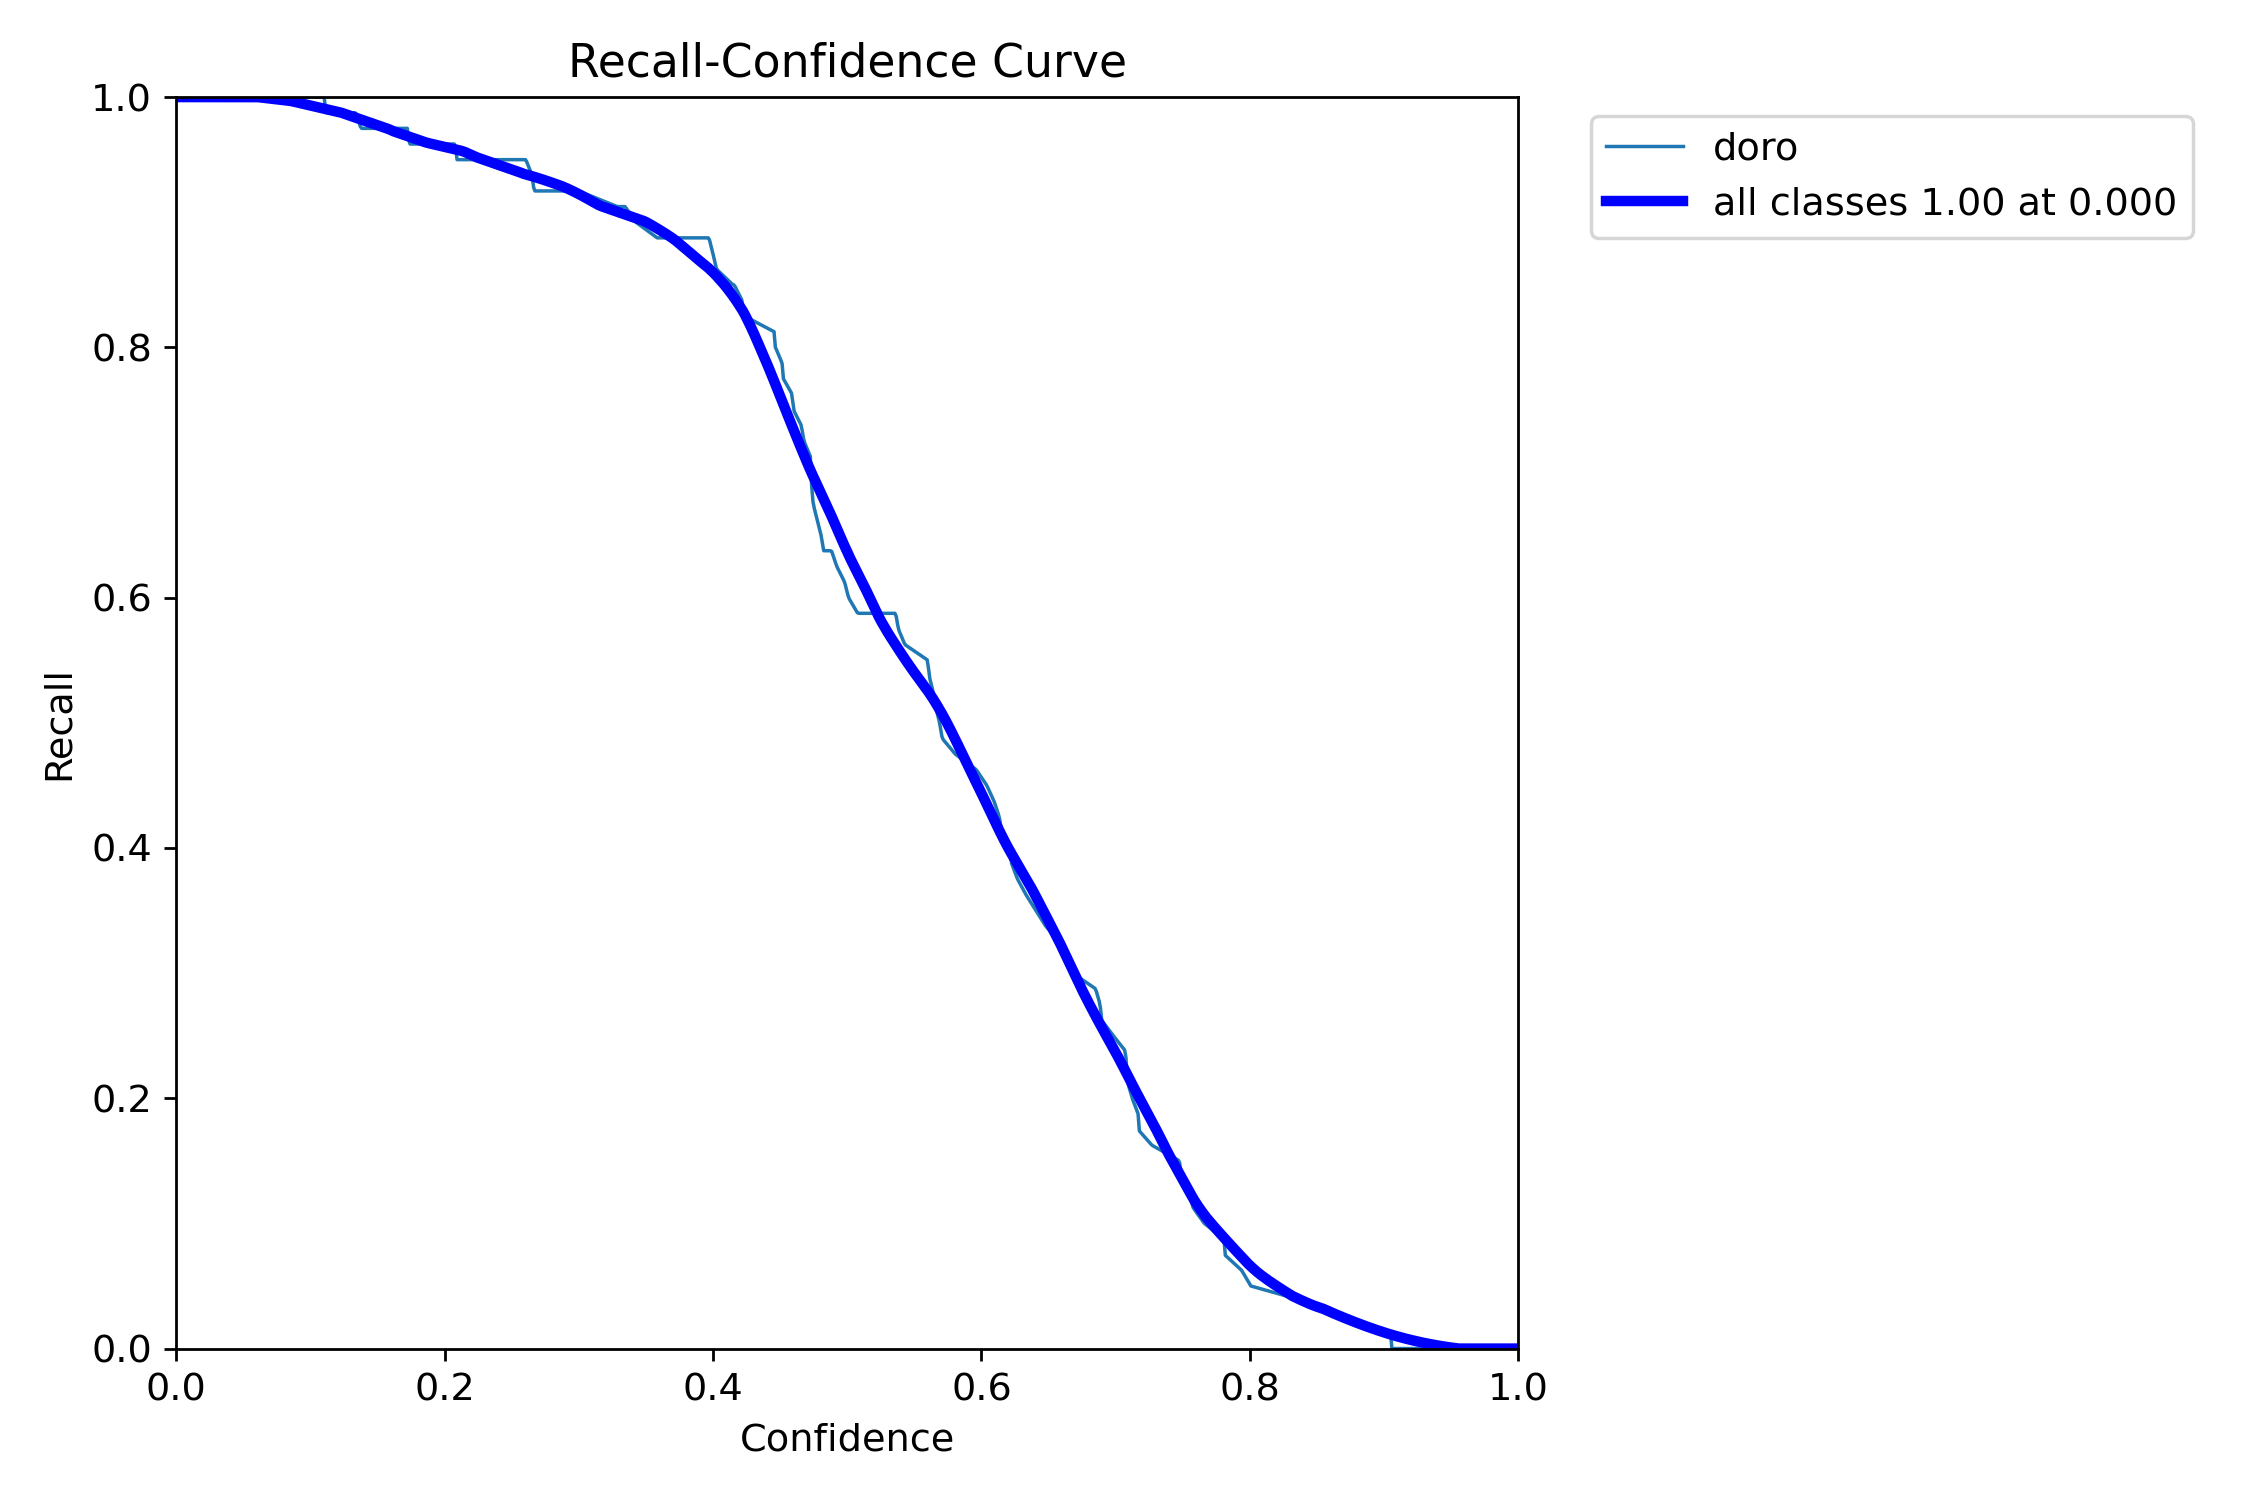 Recall-Confidence Curve
1.0
0.8
0.6
0.4
0.2
0.0
Recall
0.0 0.2 0.4 0.6 0.8 1.0
Confidence
doro
all classes 1.00 at 0.000